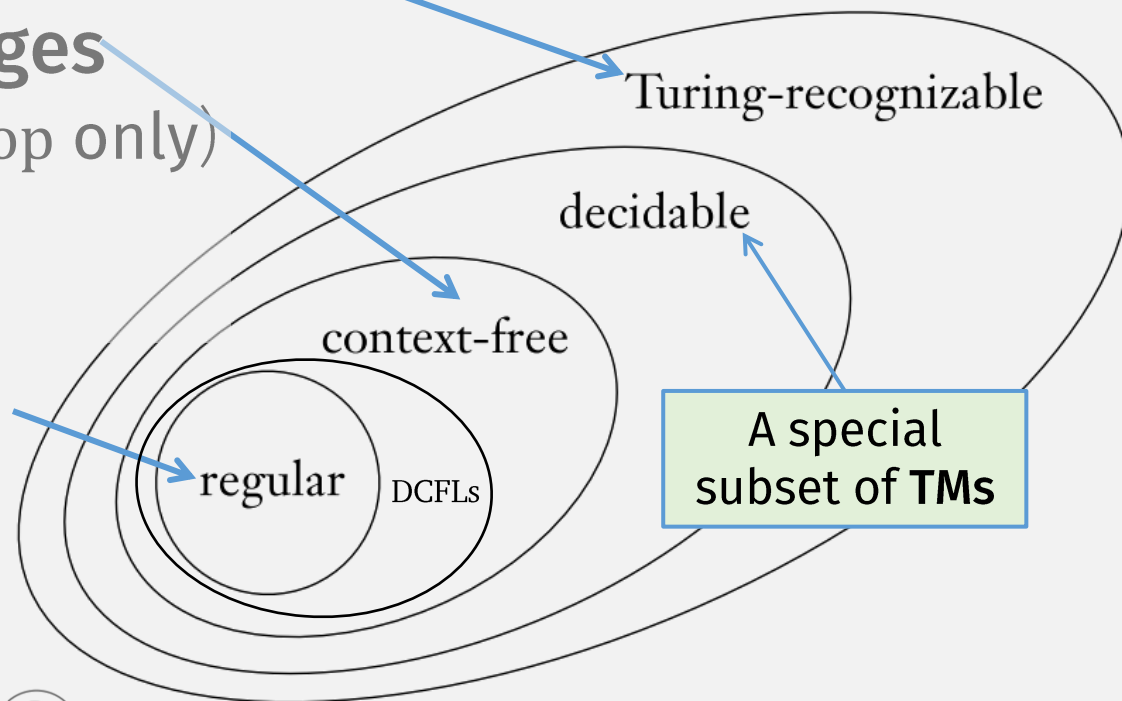 ges
op only)
Turing-recognizable
decidable
context-free
regular
DCFLs
A special
subset of TMs